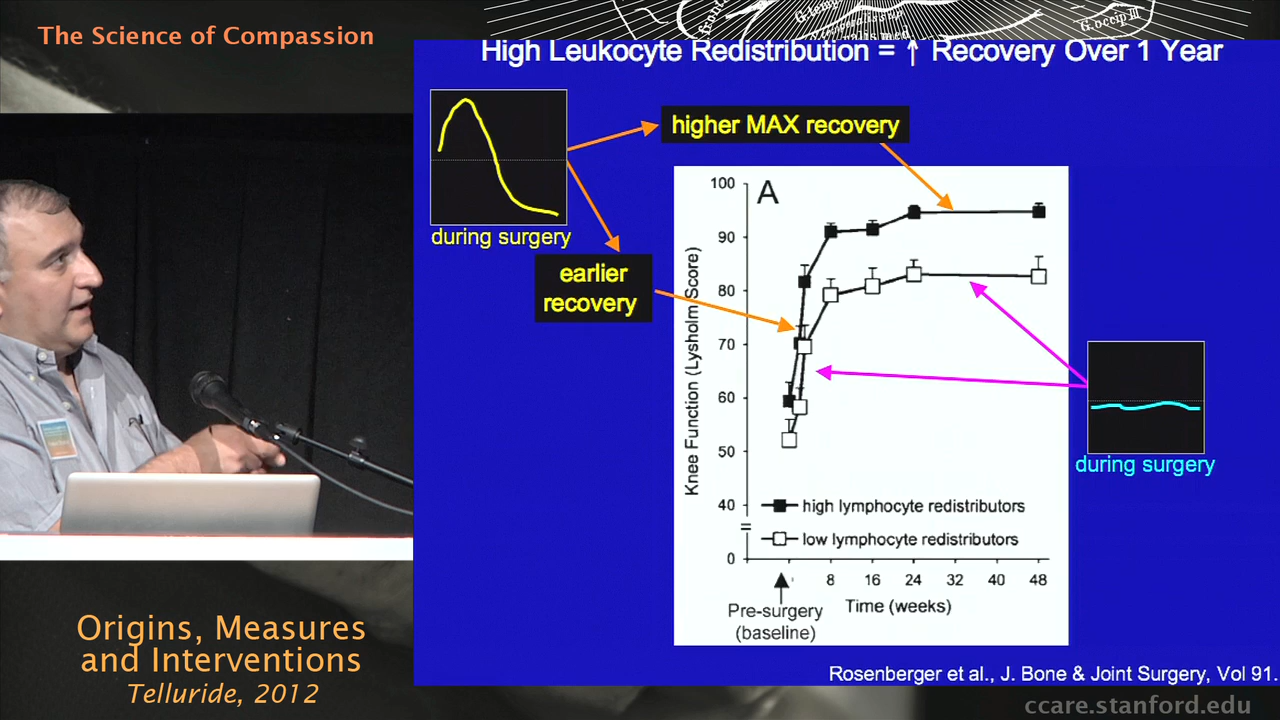 The Science of Compassion
G.occip III
High Leukocyte Redistribution = ↑ Recovery Over 1 Year
higher MAX recovery
during surgery
earlier
recovery
A
Knee Function (Lysholm Score)
100
90
80
70
60
50
40
0
high lymphocyte redistributors
low lymphocyte redistributors
8 16 24 32 40 48
Time (weeks)
Pre-surgery
(baseline)
during surgery
Rosenberger et al., J. Bone & Joint Surgery, Vol 91.
Origins, Measures
and Interventions
Telluride, 2012
ccare.stanford.edu